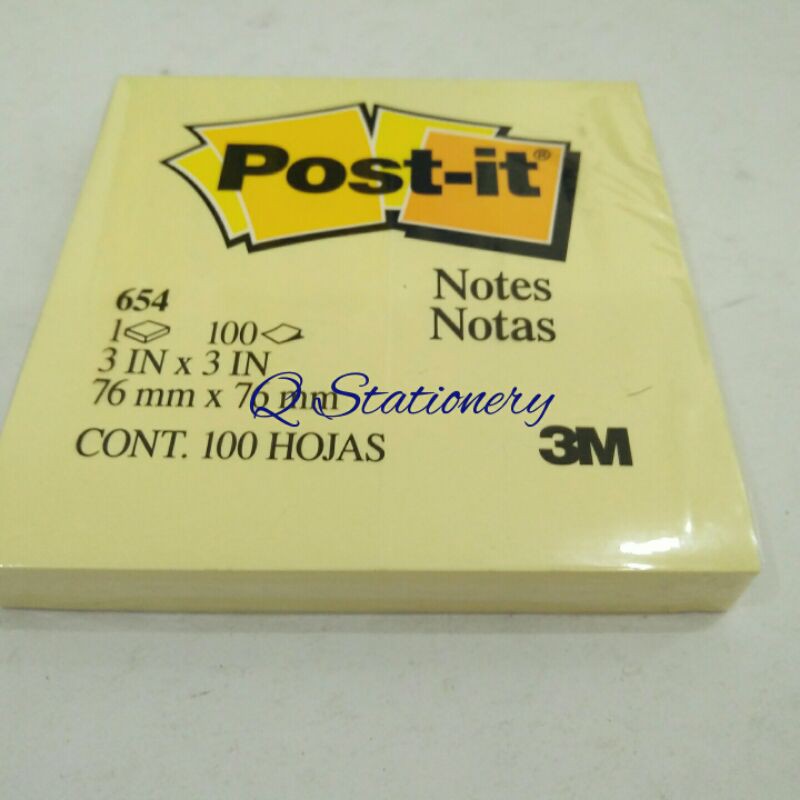 Post-it®
Notes
Notas
654
1 100
3 IN x 3 IN
76 mm x 76 mm
Q Stationery
CONT. 100 HOJAS
3M